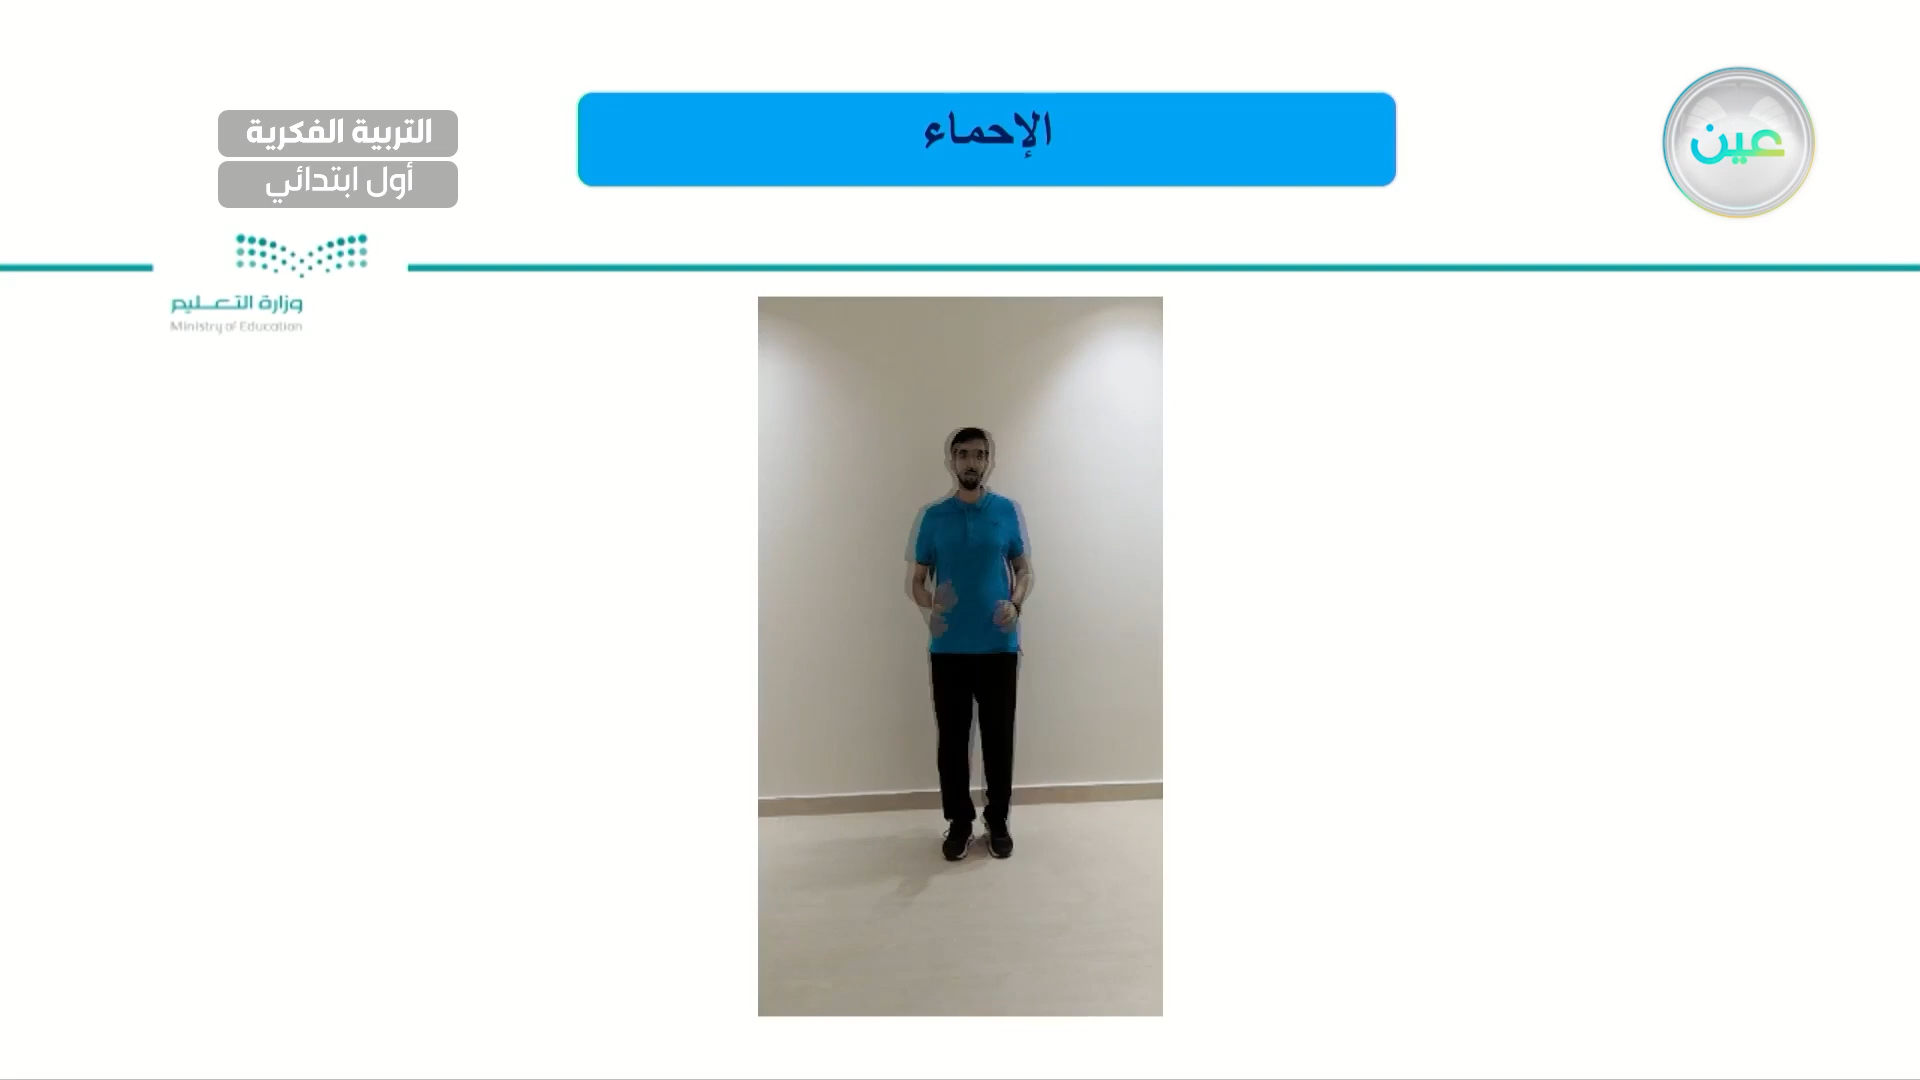 الإحماء
التربية الفكرية
أول ابتدائي
عين
وزارة التعليم
Ministry of Education